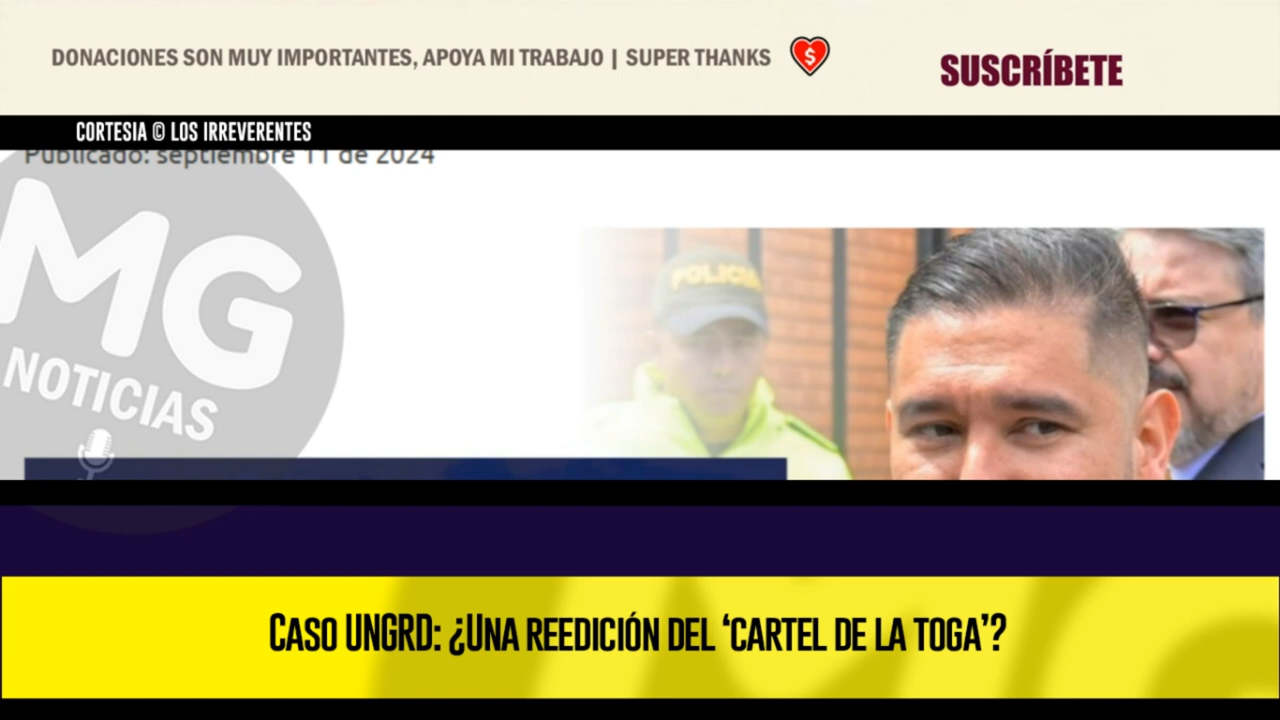 DONACIONES SON MUY IMPORTANTES, APOYA MI TRABAJO | SUPER THANKS
SUSCRÍBETE
CORTESIA © LOS IRREVERENTES
Publicado: septiembre 11 de 2024
MG
NOTICIAS
POLICIA
CASO UNGRD: ¿UNA REEDICIÓN DEL ‘CARTEL DE LA TOGA’?